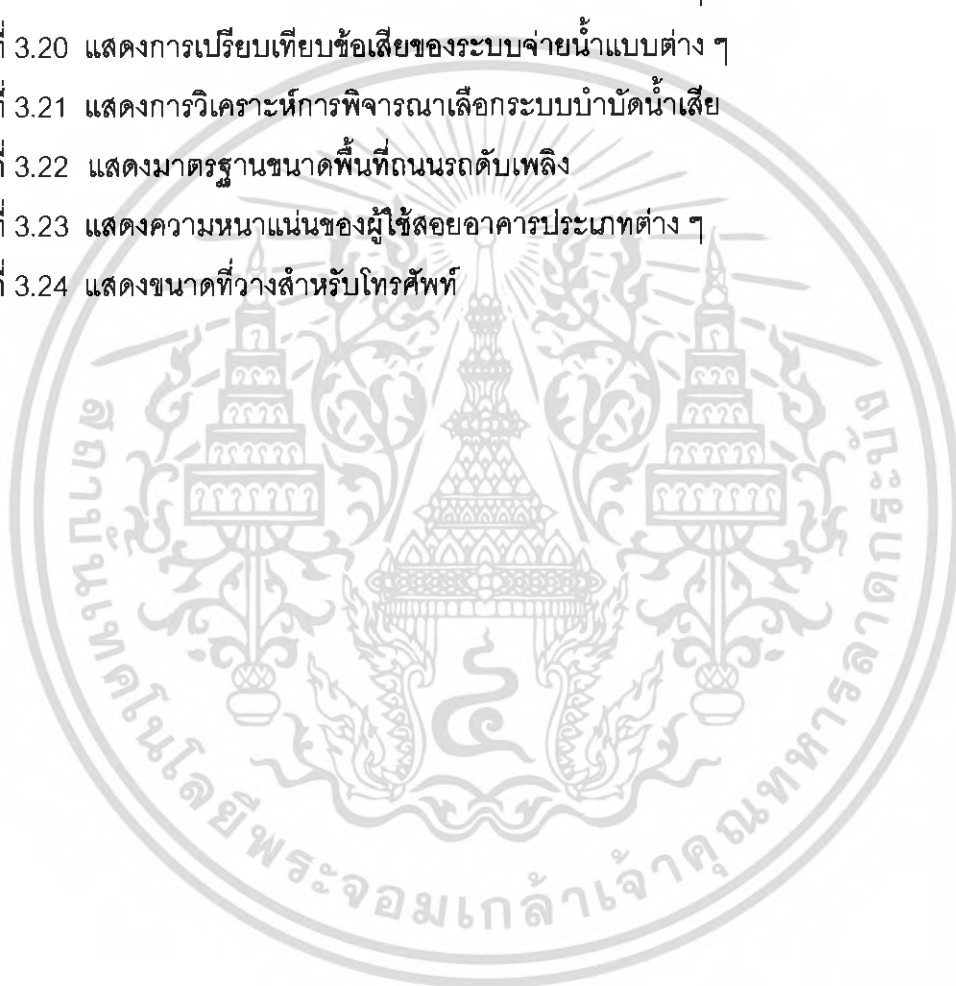 ที่ 3.20 แสดงการเปรียบเทียบข้อเสียของระบบจ่ายน้ำแบบต่าง ๆ
ที่ 3.21 แสดงการวิเคราะห์การพิจารณาเลือกระบบบำบัดน้ำเสีย
ที่ 3.22 แสดงมาตรฐานขนาดพื้นที่ถนนรถดับเพลิง
ที่ 3.23 แสดงความหนาแน่นของผู้ใช้สอยอาคารประเภทต่าง ๆ
ที่ 3.24 แสดงขนาดที่วางสำหรับโทรศัพท์
สถาบันเทคโนโลยีพระจอมเกล้าเจ้าคุณทหารลาดกระบัง